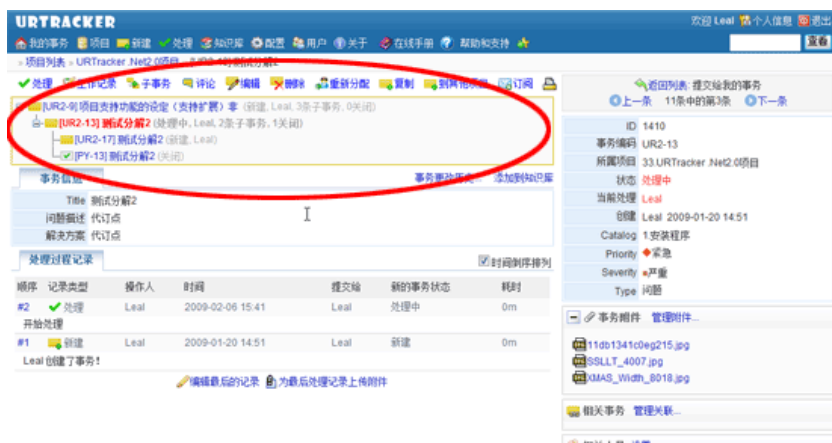 URTRACKER
欢迎 Leal 个人信息 退出
我的事务 项目 新建 处理 知识库 配置 用户 关于 在线手册 帮助和支持
查看
» 项目列表 » URTracker .Net2.0项目
处理 工作记录 子事务 评论 编辑 删除 重新分配 复制 订阅
[UR2-9]项目支持功能的设定（支持扩展）非 (新建, Leal, 3条子事务, 0关闭)
[UR2-13] 测试分解2 (处理中, Leal, 2条子事务, 1关闭)
[UR2-17] 测试分解2 (新建, Leal)
[PY-13] 测试分解2 (关闭)
事务信息 事务更改历史... 添加到知识库
Title 测试分解2
问题描述 代订点
解决方案 代订点
处理过程记录 时间倒序排列
顺序 记录类型 操作人 时间 提交给 新的事务状态 耗时
#2 处理 Leal 2009-02-06 15:41 Leal 处理中 0m
开始处理
#1 新建 Leal 2009-01-20 14:51 Leal 新建 0m
Leal 创建了事务!
编辑最后的记录 为最后处理记录上传附件
返回列表: 提交给我的事务
上一条 11条中的第3条 下一条
ID 1410
事务编码 UR2-13
所属项目 33.URTracker .Net2.0项目
状态 处理中
当前处理 Leal
创建 Leal 2009-01-20 14:51
Catalog 1.安装程序
Priority 紧急
Severity 严重
Type 问题
事务附件 管理附件...
11db1341c0eg215.jpg
SSLLT_4007.jpg
XMAS_Width_8018.jpg
相关事务 管理关联...